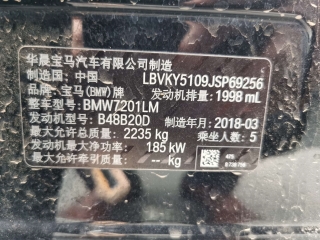 华晨宝马汽车有限公司制造
制造国：中国 LBVKY5109JSP69256
品牌：宝马(BMW)牌 发动机排量：1998 mL
整车型号：BMW7201LM
发动机型号：B48B20D 制造年月：2018-03
最大允许总质量：2235 kg 乘坐人数：5
发动机最大净功率：185 kW
最大允许牵引质量：-- kg